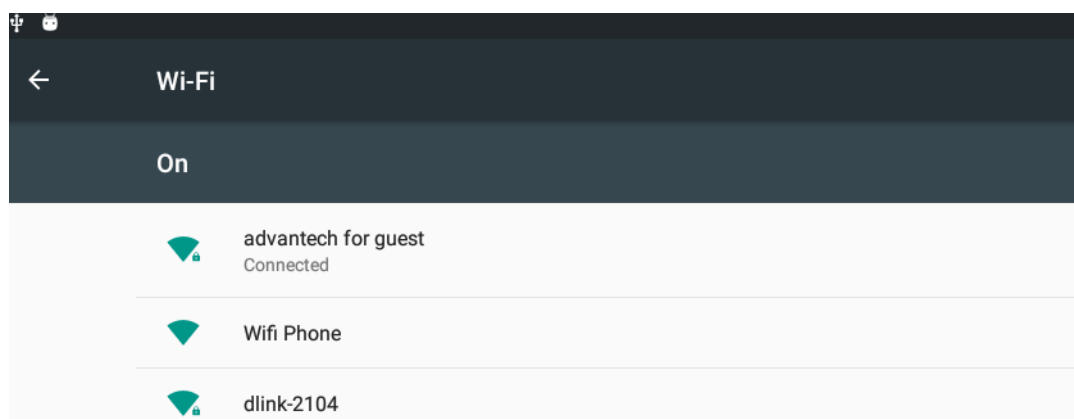 Wi-Fi
On
advantech for guest
Connected
Wifi Phone
dlink-2104